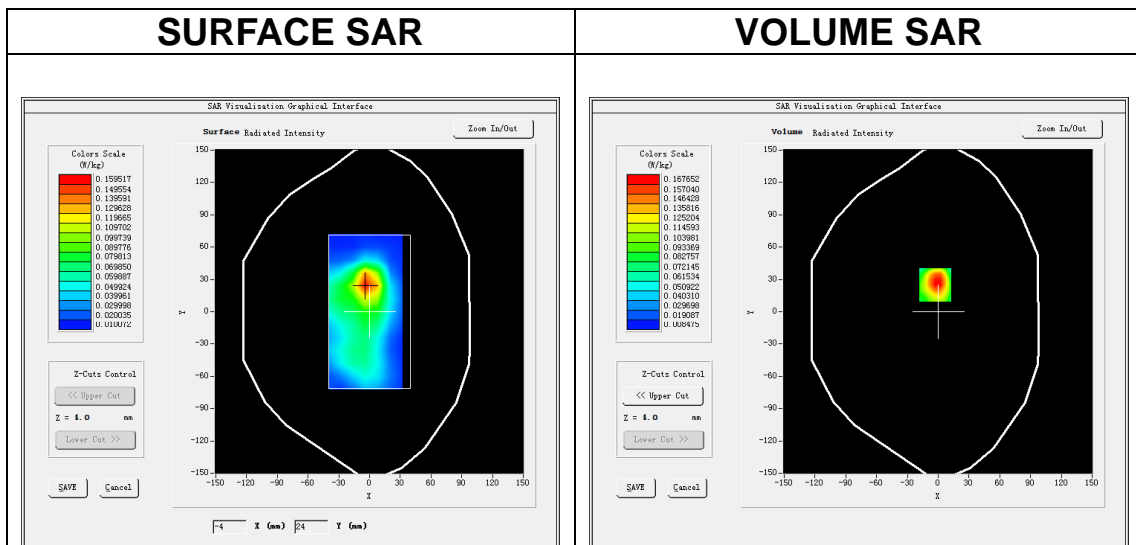 SURFACE SAR
VOLUME SAR
SAR Visualisation Graphical Interface
Surface Radiated Intensity
Zoom In/Out
Colors Scale
(W/kg)
0.159517
0.149554
0.139591
0.129628
0.119665
0.109702
0.099739
0.089776
0.079813
0.069850
0.059887
0.049924
0.039961
0.029998
0.020035
0.010072
150
120
90
60
30
0
-30
-60
-90
-120
-150
Y
-150 -120 -90 -60 -30 0 30 60 90 120 150
X
Z-Cuts Control
<< Upper Cut
Z = 4.0 mm
Lower Cut >>
SAVE Cancel
-4 X (mm) 24 Y (mm)
SAR Visualisation Graphical Interface
Volume Radiated Intensity
Zoom In/Out
Colors Scale
(W/kg)
0.167652
0.157040
0.146428
0.135816
0.125204
0.114593
0.103981
0.093369
0.082757
0.072145
0.061534
0.050922
0.040310
0.029698
0.019087
0.008475
150
120
90
60
30
0
-30
-60
-90
-120
-150
Y
-150 -120 -90 -60 -30 0 30 60 90 120 150
X
Z-Cuts Control
<< Upper Cut
Z = 4.0 mm
Lower Cut >>
SAVE Cancel